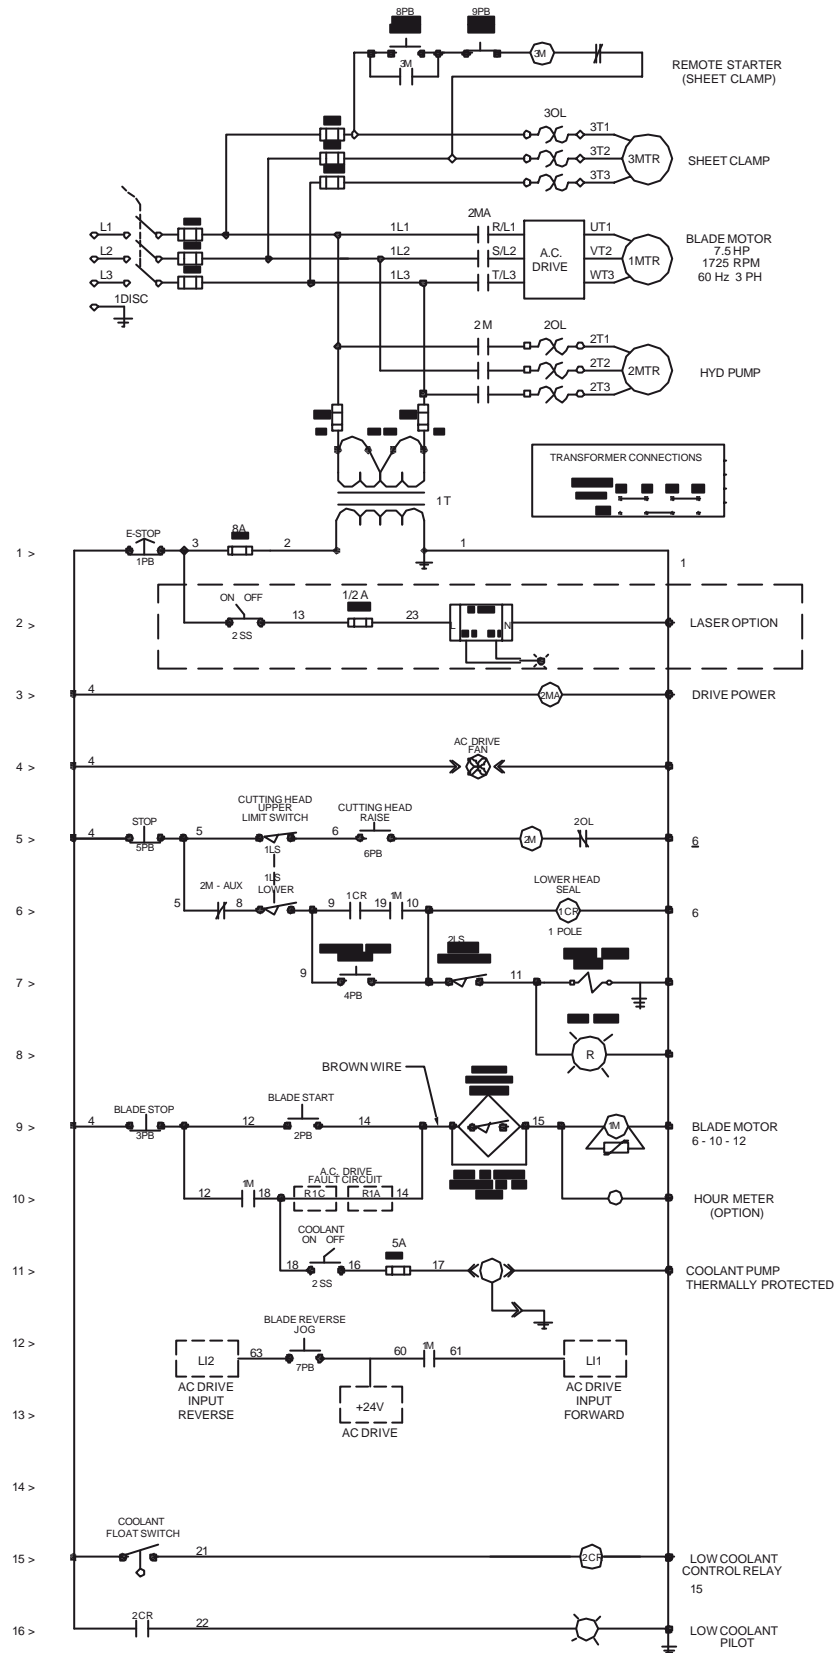 8PB 9PB
3M 3M
REMOTE STARTER
(SHEET CLAMP)
3OL
3T1
3T2 3MTR SHEET CLAMP
3T3
2MA
L1 1L1 R/L1 UT1 BLADE MOTOR
7.5 HP
L2 1L2 S/L2 A.C. DRIVE VT2 1MTR 1725 RPM
L3 1L3 T/L3 WT3 60 Hz 3 PH
1DISC
2 M 2OL
2T1
2T2 2MTR HYD PUMP
2T3
TRANSFORMER CONNECTIONS
1 T
E-STOP 8A
1 > 3 2 1
1PB 1
ON OFF 1/2 A
2 > 13 23 L N LASER OPTION
2 SS
3 > 4 2MA DRIVE POWER
AC DRIVE
FAN
4 > 4
CUTTING HEAD
UPPER
LIMIT SWITCH
CUTTING HEAD
RAISE
STOP
5 > 4 5 6 2M 2OL 6
5PB 1LS 6PB
1LS
LOWER
2M - AUX LOWER HEAD
SEAL
6 > 5 8 9 1CR 19 1M 10 1CR 6
1 POLE
2LS
7 > 9 11
4PB
8 > R
BROWN WIRE
BLADE STOP BLADE START
9 > 4 12 14 15 1M BLADE MOTOR
3PB 2PB 6 - 10 - 12
A.C. DRIVE
FAULT CIRCUIT
10 > 12 1M 18 R1C R1A 14 HOUR METER
(OPTION)
COOLANT
ON OFF 5A
11 > 18 16 17 COOLANT PUMP
2 SS THERMALLY PROTECTED
BLADE REVERSE
JOG
12 > LI2 63 60 1M 61 LI1
7PB
AC DRIVE
INPUT
REVERSE
AC DRIVE
INPUT
FORWARD
13 > +24V
AC DRIVE
14 >
COOLANT
FLOAT SWITCH
15 > 21 2CR LOW COOLANT
CONTROL RELAY
15
16 > 2CR 22 LOW COOLANT
PILOT